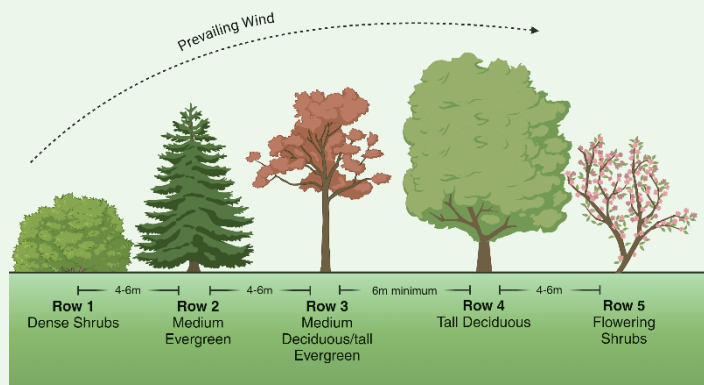 Prevailing Wind
4-6m
4-6m
6m minimum
4-6m
Row 1
Dense Shrubs
Row 2
Medium
Evergreen
Row 3
Medium
Deciduous/tall
Evergreen
Row 4
Tall Deciduous
Row 5
Flowering
Shrubs